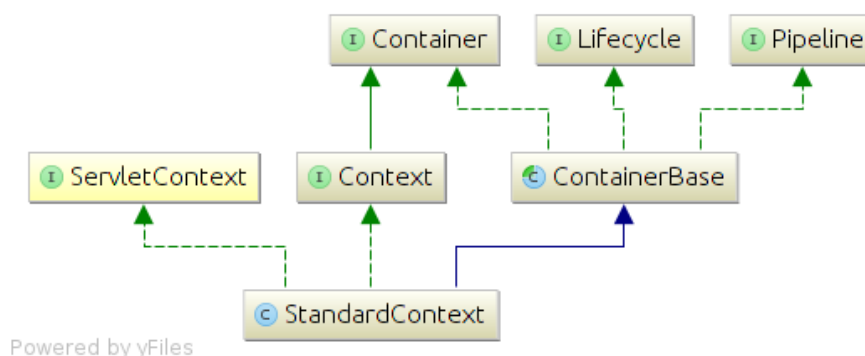 I Container
I Lifecycle
I Pipeline
I ServletContext
I Context
C ContainerBase
C StandardContext
Powered by yFiles